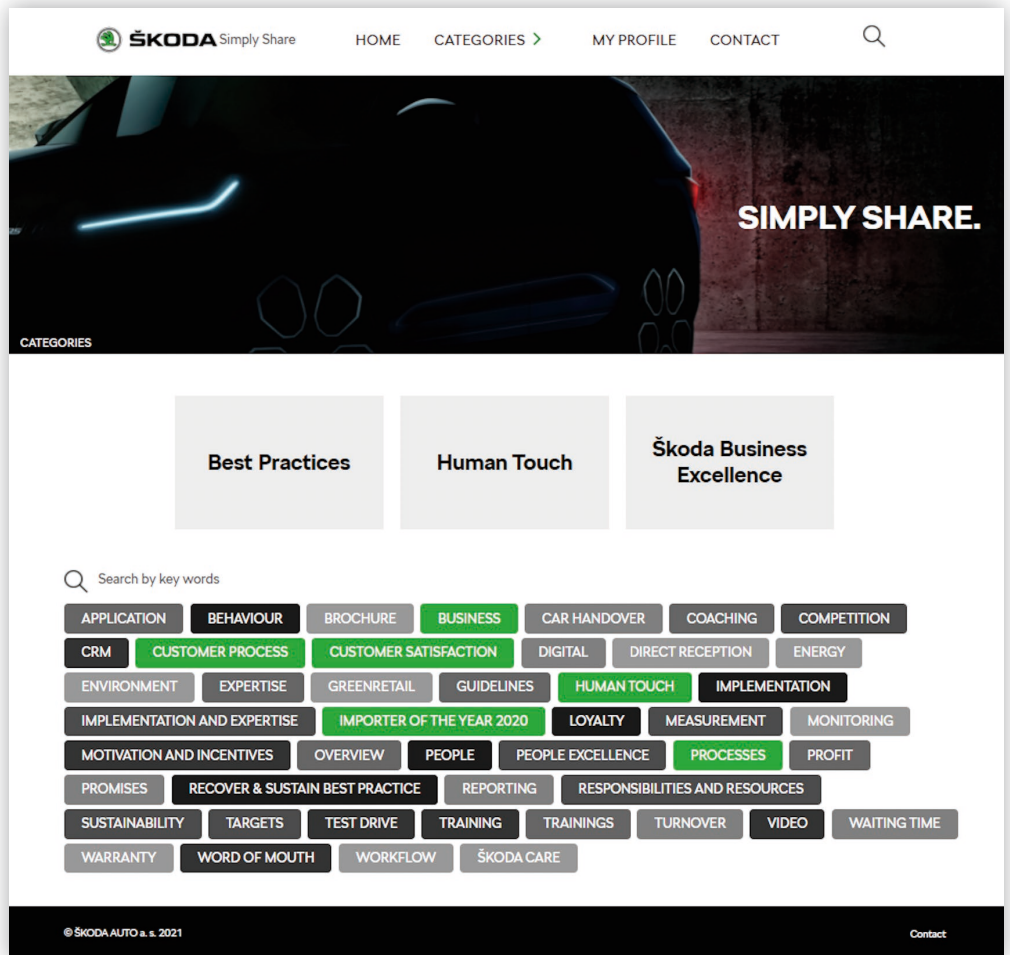 ŠKODA Simply Share HOME CATEGORIES > MY PROFILE CONTACT
SIMPLY SHARE.
CATEGORIES
Best Practices
Human Touch
Škoda Business
Excellence
Search by key words
APPLICATION BEHAVIOUR BROCHURE BUSINESS CAR HANDOVER COACHING COMPETITION
CRM CUSTOMER PROCESS CUSTOMER SATISFACTION DIGITAL DIRECT RECEPTION ENERGY
ENVIRONMENT EXPERTISE GREENRETAIL GUIDELINES HUMAN TOUCH IMPLEMENTATION
IMPLEMENTATION AND EXPERTISE IMPORTER OF THE YEAR 2020 LOYALTY MEASUREMENT MONITORING
MOTIVATION AND INCENTIVES OVERVIEW PEOPLE PEOPLE EXCELLENCE PROCESSES PROFIT
PROMISES RECOVER & SUSTAIN BEST PRACTICE REPORTING RESPONSIBILITIES AND RESOURCES
SUSTAINABILITY TARGETS TEST DRIVE TRAINING TRAININGS TURNOVER VIDEO WAITING TIME
WARRANTY WORD OF MOUTH WORKFLOW ŠKODA CARE
© ŠKODA AUTO a. s. 2021 Contact